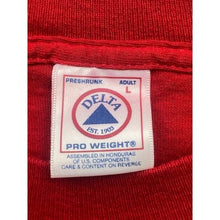 PRESHRUNK ADULT
L
DELTA
EST. 1903
PRO WEIGHT®
ASSEMBLED IN HONDURAS
OF U.S. COMPONENTS
CARE & CONTENT ON REVERSE